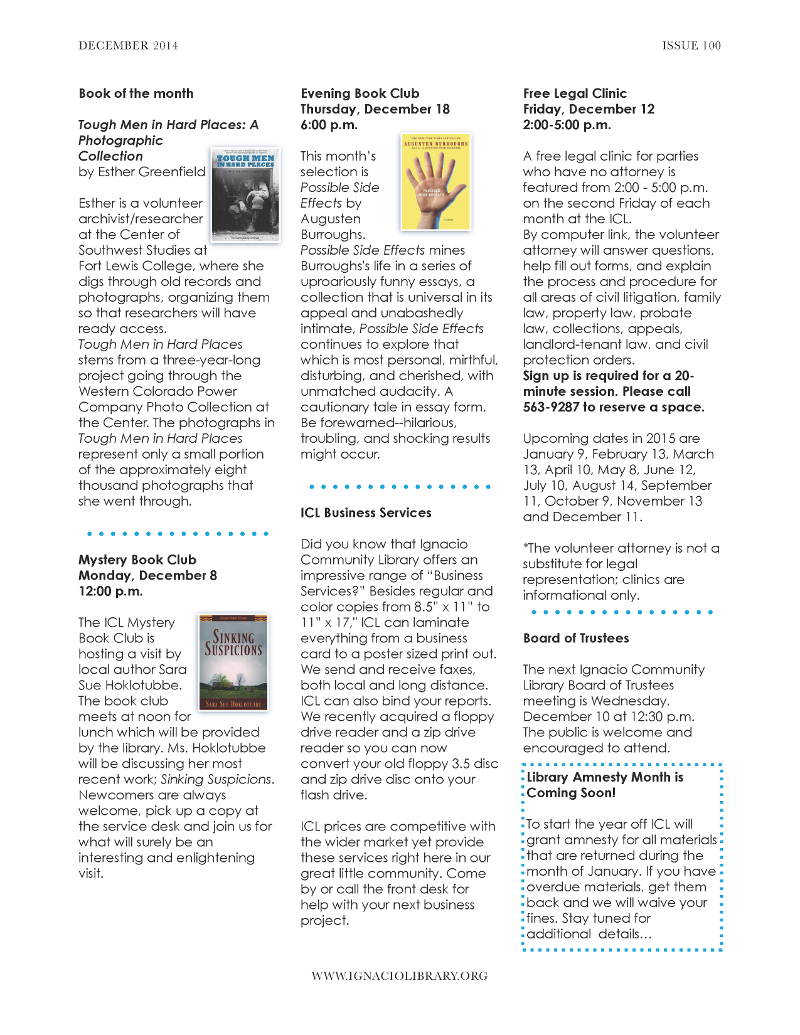 DECEMBER 2014
ISSUE 100
Book of the month
Tough Men in Hard Places: A
Photographic
Collection
by Esther Greenfield
TOUGH MEN
IN HARD PLACES
Esther is a volunteer
archivist/researcher
at the Center of
Southwest Studies at
Fort Lewis College, where she
digs through old records and
photographs, organizing them
so that researchers will have
ready access.
Tough Men in Hard Places
stems from a three-year-long
project going through the
Western Colorado Power
Company Photo Collection at
the Center. The photographs in
Tough Men in Hard Places
represent only a small portion
of the approximately eight
thousand photographs that
she went through.
Mystery Book Club
Monday, December 8
12:00 p.m.
The ICL Mystery
Book Club is
hosting a visit by
local author Sara
Sue Hoklotubbe.
The book club
meets at noon for
lunch which will be provided
by the library. Ms. Hoklotubbe
will be discussing her most
recent work; Sinking Suspicions.
Newcomers are always
welcome, pick up a copy at
the service desk and join us for
what will surely be an
interesting and enlightening
visit.
SINKING
SUSPICIONS
SARA SUE HOKLOTUBBE
Evening Book Club
Thursday, December 18
6:00 p.m.
This month's
selection is
Possible Side
Effects by
Augusten
Burroughs.
AUGUSTEN BURROUGHS
POSSIBLE
SIDE EFFECTS
Possible Side Effects mines
Burroughs's life in a series of
uproariously funny essays, a
collection that is universal in its
appeal and unabashedly
intimate, Possible Side Effects
continues to explore that
which is most personal, mirthful,
disturbing, and cherished, with
unmatched audacity. A
cautionary tale in essay form.
Be forewarned--hilarious,
troubling, and shocking results
might occur.
ICL Business Services
Did you know that Ignacio
Community Library offers an
impressive range of “Business
Services?” Besides regular and
color copies from 8.5” x 11” to
11” x 17,” ICL can laminate
everything from a business
card to a poster sized print out.
We send and receive faxes,
both local and long distance.
ICL can also bind your reports.
We recently acquired a floppy
drive reader and a zip drive
reader so you can now
convert your old floppy 3.5 disc
and zip drive disc onto your
flash drive.
ICL prices are competitive with
the wider market yet provide
these services right here in our
great little community. Come
by or call the front desk for
help with your next business
project.
Free Legal Clinic
Friday, December 12
2:00-5:00 p.m.
A free legal clinic for parties
who have no attorney is
featured from 2:00 - 5:00 p.m.
on the second Friday of each
month at the ICL.
By computer link, the volunteer
attorney will answer questions,
help fill out forms, and explain
the process and procedure for
all areas of civil litigation, family
law, property law, probate
law, collections, appeals,
landlord-tenant law, and civil
protection orders.
Sign up is required for a 20-
minute session. Please call
563-9287 to reserve a space.
Upcoming dates in 2015 are
January 9, February 13, March
13, April 10, May 8, June 12,
July 10, August 14, September
11, October 9, November 13
and December 11.
*The volunteer attorney is not a
substitute for legal
representation; clinics are
informational only.
Board of Trustees
The next Ignacio Community
Library Board of Trustees
meeting is Wednesday,
December 10 at 12:30 p.m.
The public is welcome and
encouraged to attend.
Library Amnesty Month is
Coming Soon!
To start the year off ICL will
grant amnesty for all materials
that are returned during the
month of January. If you have
overdue materials, get them
back and we will waive your
fines. Stay tuned for
additional details…
WWW.IGNACIOLIBRARY.ORG